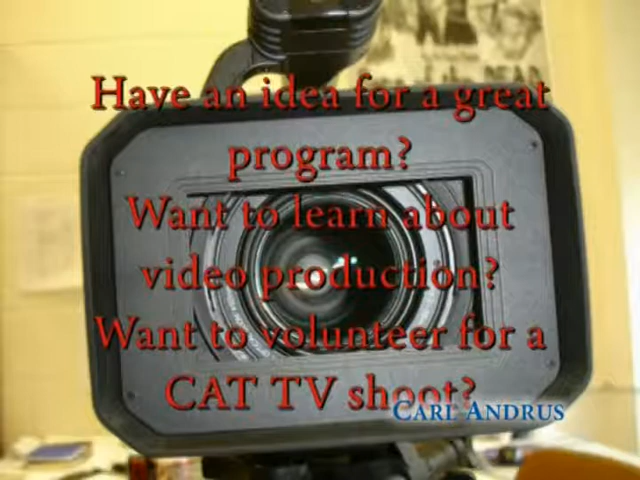 Have an idea for a great
program?
Want to learn about
video production?
Want to volunteer for a
CAT TV shoot?
CARL ANDRUS